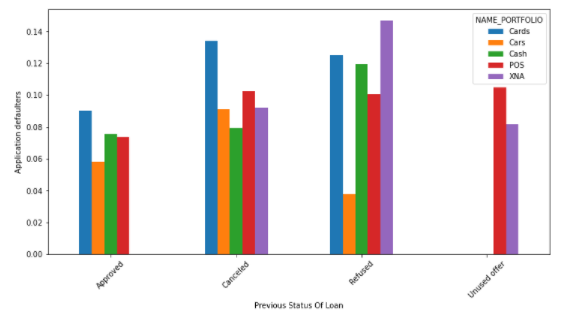 NAME_PORTFOLIO
Cards
Cars
Cash
POS
XNA
0.14
0.12
0.10
0.08
0.06
0.04
0.02
0.00
Application defaulters
Approved
Canceled
Refused
Unused offer
Previous Status Of Loan